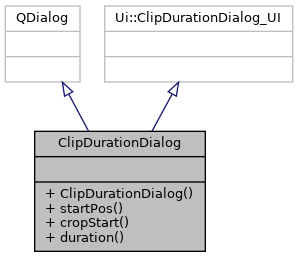 QDialog
Ui::ClipDurationDialog_UI
ClipDurationDialog
+ ClipDurationDialog()
+ startPos()
+ cropStart()
+ duration()